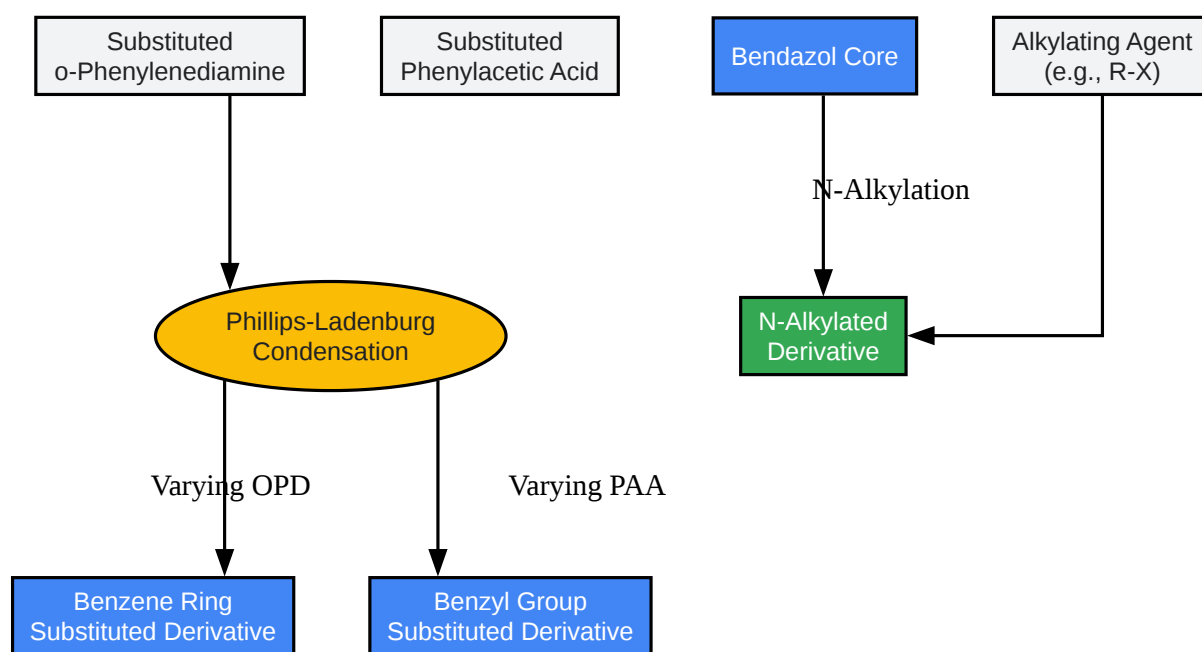 Substituted
o-Phenylenediamine
Substituted
Phenylacetic Acid
Bendazol Core
Alkylating Agent
(e.g., R-X)
N-Alkylation
Phillips-Ladenburg
Condensation
N-Alkylated
Derivative
Varying OPD
Varying PAA
Benzene Ring
Substituted Derivative
Benzyl Group
Substituted Derivative